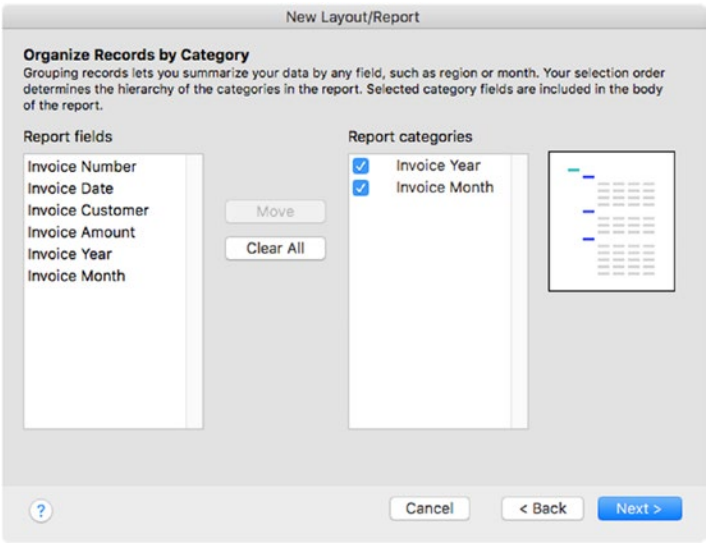 New Layout/Report
Organize Records by Category
Grouping records lets you summarize your data by any field, such as region or month. Your selection order
determines the hierarchy of the categories in the report. Selected category fields are included in the body
of the report.
Report fields
Invoice Number
Invoice Date
Invoice Customer
Invoice Amount
Invoice Year
Invoice Month
Move
Clear All
Report categories
Invoice Year
Invoice Month
?
Cancel
< Back
Next >